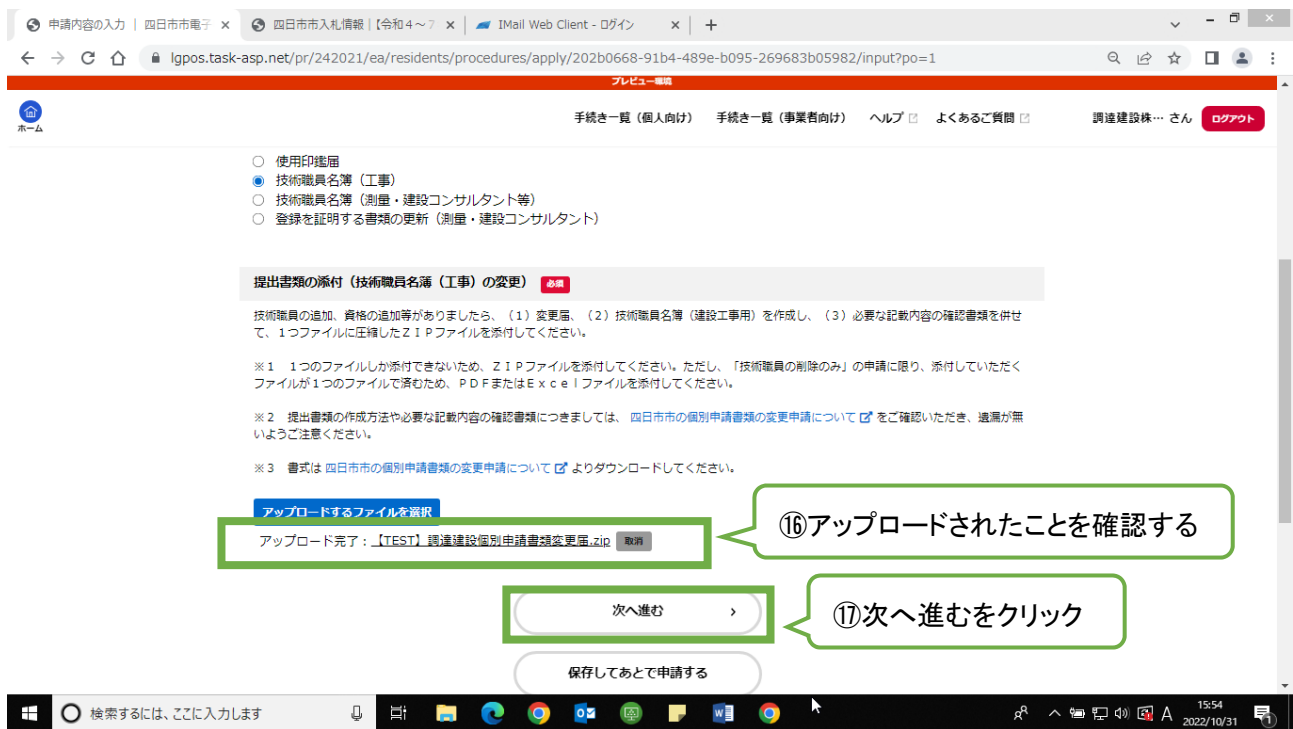 申請内容の入力 | 四日市市電子
四日市市入札情報｜【令和４～７
IMail Web Client - ログイン
lgpos.task-asp.net/pr/242021/ea/residents/procedures/apply/202b0668-91b4-489e-b095-269683b05982/input?po=1
プレビュー環境
ホーム
手続き一覧（個人向け） 手続き一覧（事業者向け） ヘルプ よくあるご質問 調達建設株… さん ログアウト
使用印鑑届
技術職員名簿（工事）
技術職員名簿（測量・建設コンサルタント等）
登録を証明する書類の更新（測量・建設コンサルタント）
提出書類の添付（技術職員名簿（工事）の変更） 必須
技術職員の追加、資格の追加等がありましたら、（１）変更届、（２）技術職員名簿（建設工事用）を作成し、（３）必要な記載内容の確認書類を併せ
て、１つファイルに圧縮したＺＩＰファイルを添付してください。
※１　１つのファイルしか添付できないため、ＺＩＰファイルを添付してください。ただし、「技術職員の削除のみ」の申請に限り、添付していただく
ファイルが１つのファイルで済むため、ＰＤＦまたはＥｘｃｅｌファイルを添付してください。
※２　提出書類の作成方法や必要な記載内容の確認書類につきましては、 四日市市の個別申請書類の変更申請について をご確認いただき、遺漏が無
いようご注意ください。
※３　書式は 四日市市の個別申請書類の変更申請について よりダウンロードしてください。
アップロードするファイルを選択
アップロード完了： 【TEST】調達建設個別申請書類変更届.zip 取消
⑯アップロードされたことを確認する
次へ進む
⑰次へ進むをクリック
保存してあとで申請する
検索するには、ここに入力します
A
15:54
2022/10/31
1